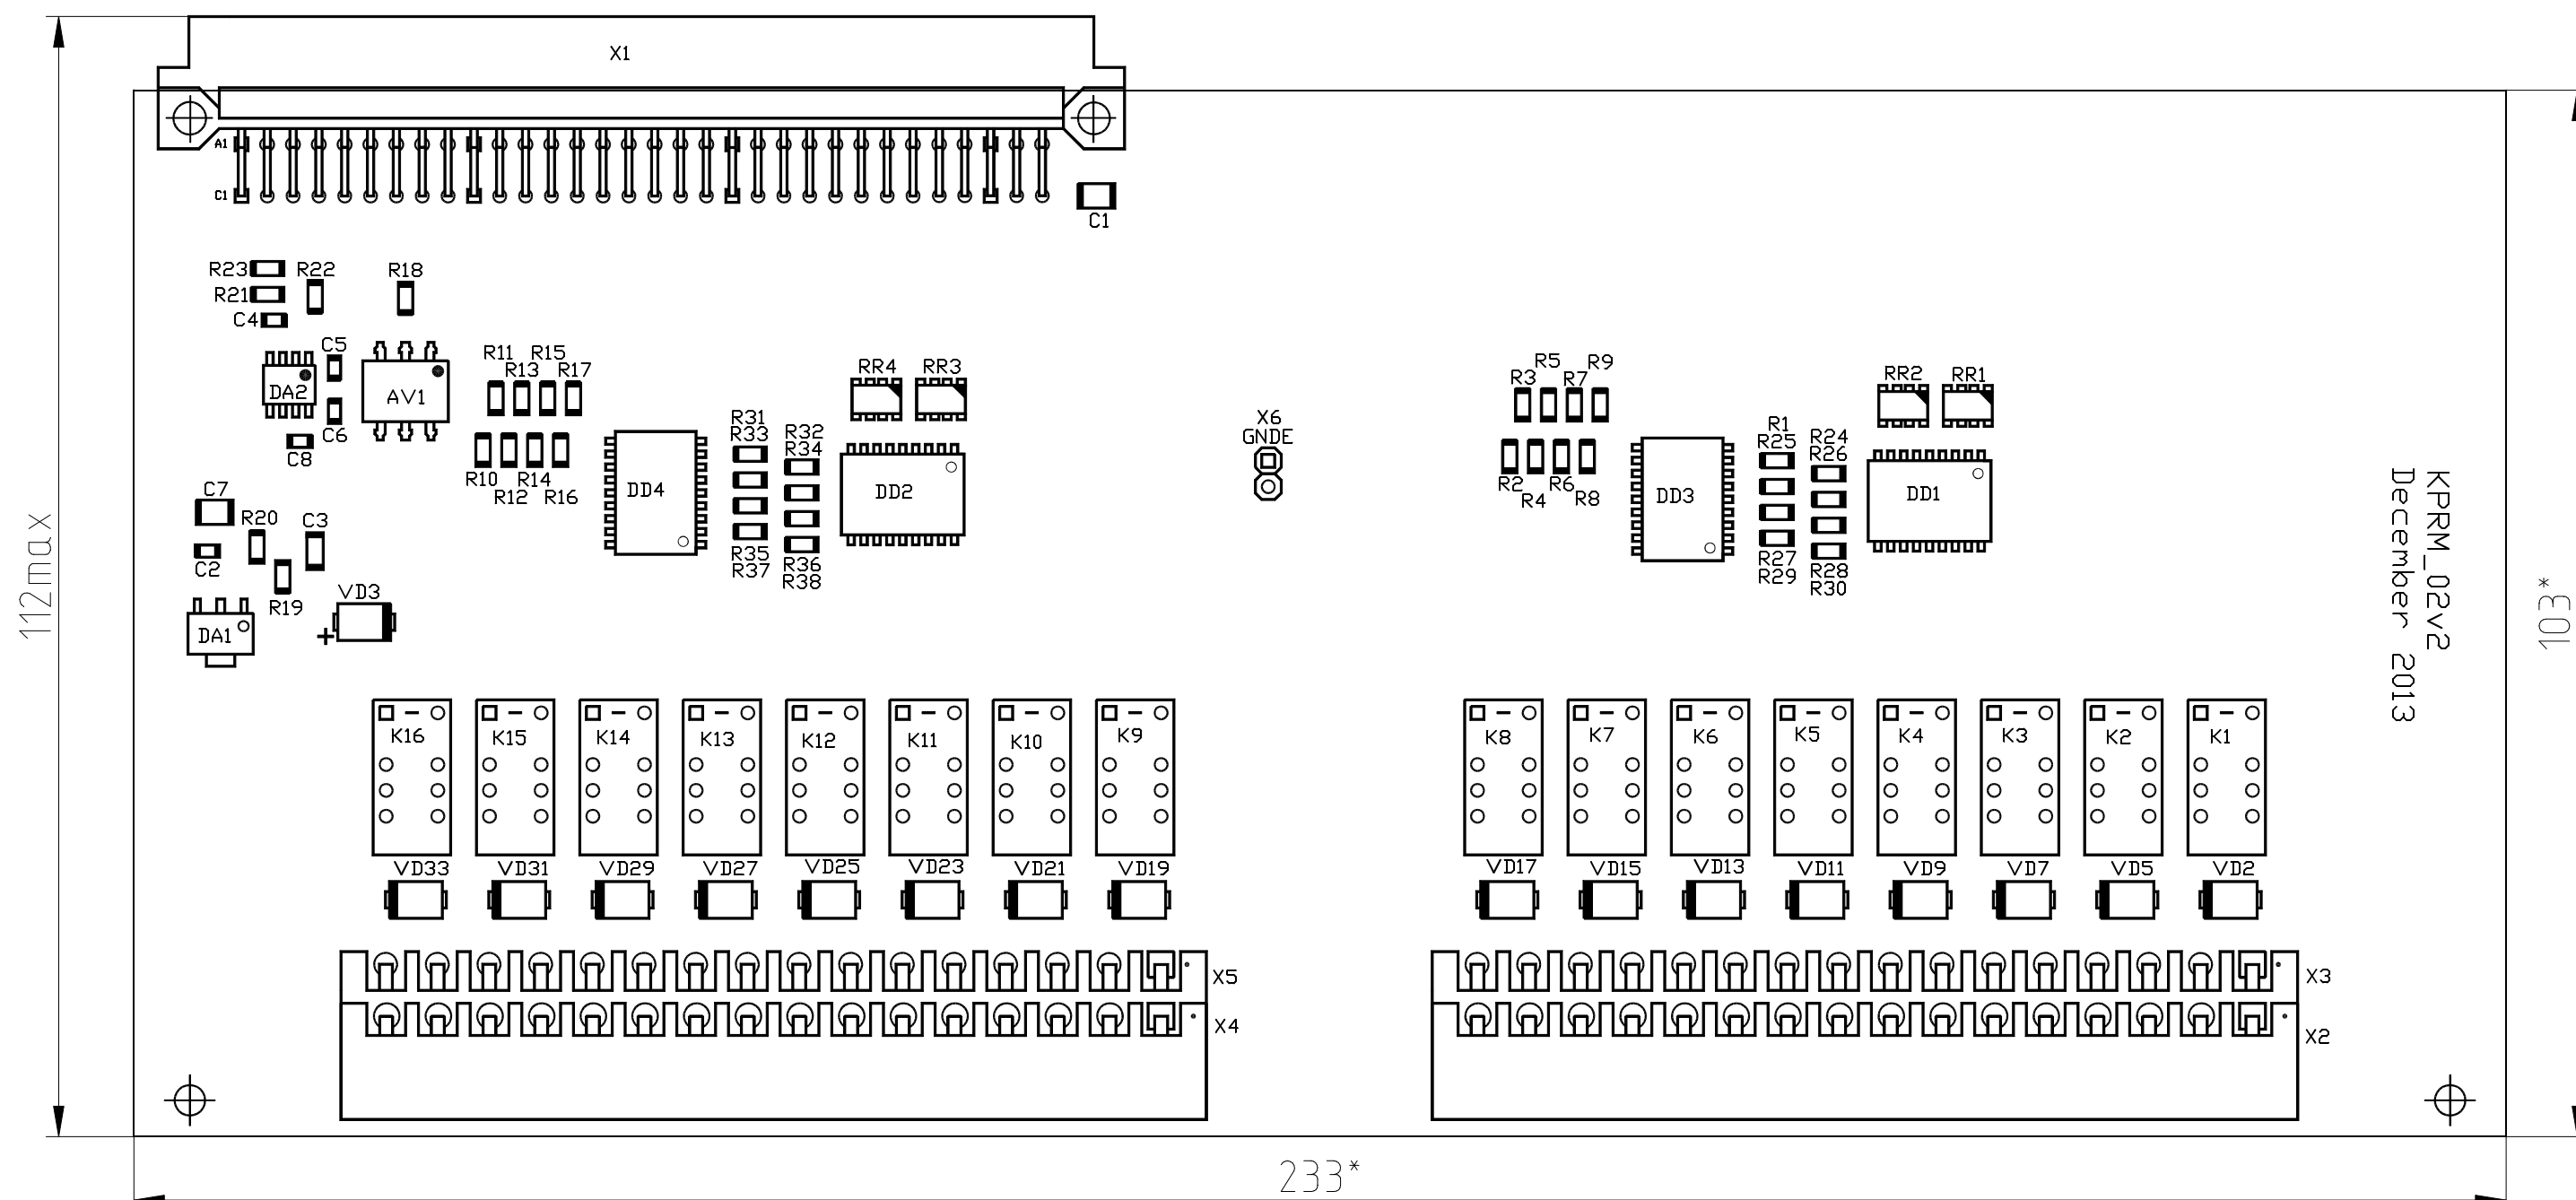 X1
A1
C1
C1
R23 R22 R18
R21
C4
C5
DA2
AV1
C6
C8
R11 R15
R13 R17
R10 R14
R12 R16
RR4 RR3
R31
R33
R32
R34
DD4
DD2
R35
R37
R36
R38
X6
GNDE
R5 R9
R3 R7
R2 R6
R4 R8
RR2 RR1
R1
R25
R24
R26
DD3
DD1
R27
R29
R28
R30
C7
R20 C3
C2
R19
VD3
+
DA1
KPRM_02v2
December 2013
112max
103*
K16 K15 K14 K13 K12 K11 K10 K9 K8 K7 K6 K5 K4 K3 K2 K1
VD33 VD31 VD29 VD27 VD25 VD23 VD21 VD19 VD17 VD15 VD13 VD11 VD9 VD7 VD5 VD2
X5 X3
X4 X2
233*